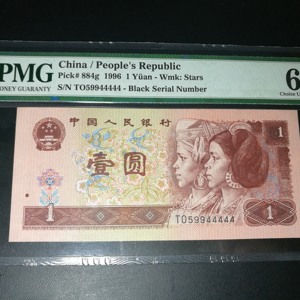 PMG
MONEY GUARANTY
China / People's Republic
Pick# 884g 1996 1 Yüan - Wmk: Stars
S/N TO59944444 - Black Serial Number
6
Choice
中国人民银行
壹圆
1
1
TO59944444